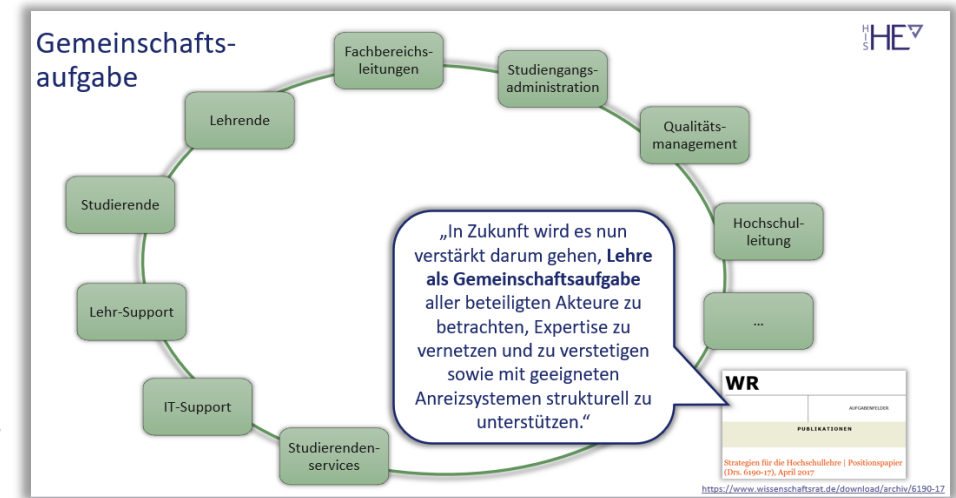 Gemeinschafts-
aufgabe
HIS
HE
Fachbereichs-
leitungen
Studiengangs-
administration
Lehrende
Qualitäts-
management
Studierende
Hochschul-
leitung
„In Zukunft wird es nun
verstärkt darum gehen, Lehre
als Gemeinschaftsaufgabe
aller beteiligten Akteure zu
betrachten, Expertise zu
vernetzen und zu verstetigen
sowie mit geeigneten
Anreizsystemen strukturell zu
unterstützen.“
Lehr-Support
...
IT-Support
Studierenden-
services
WR
AUFGABENFELDER
PUBLIKATIONEN
Strategien für die Hochschullehre | Positionspapier
(Drs. 6190-17), April 2017
https://www.wissenschaftsrat.de/download/archiv/6190-17